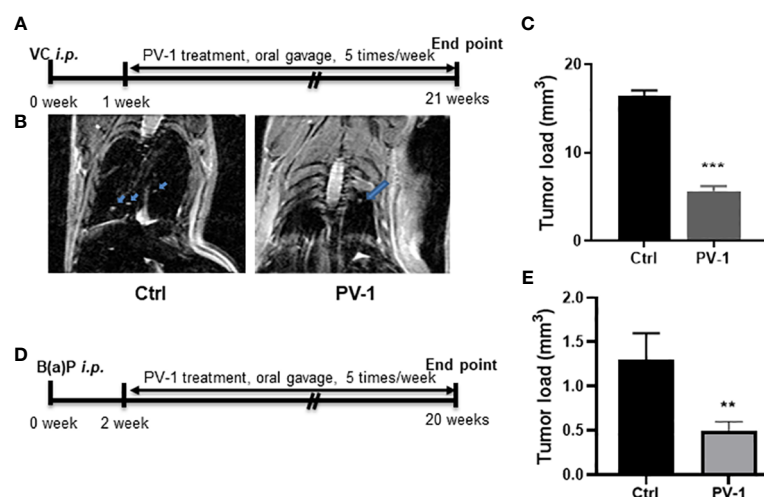 A
VC i.p.
PV-1 treatment, oral gavage, 5 times/week
End point
0 week
1 week
21 weeks
B
Ctrl
PV-1
C
Tumor load (mm3)
20
10
0
***
Ctrl
PV-1
D
B(a)P i.p.
PV-1 treatment, oral gavage, 5 times/week
End point
0 week
2 week
20 weeks
E
Tumor load (mm3)
2.0
1.5
1.0
0.5
0.0
**
Ctrl
PV-1